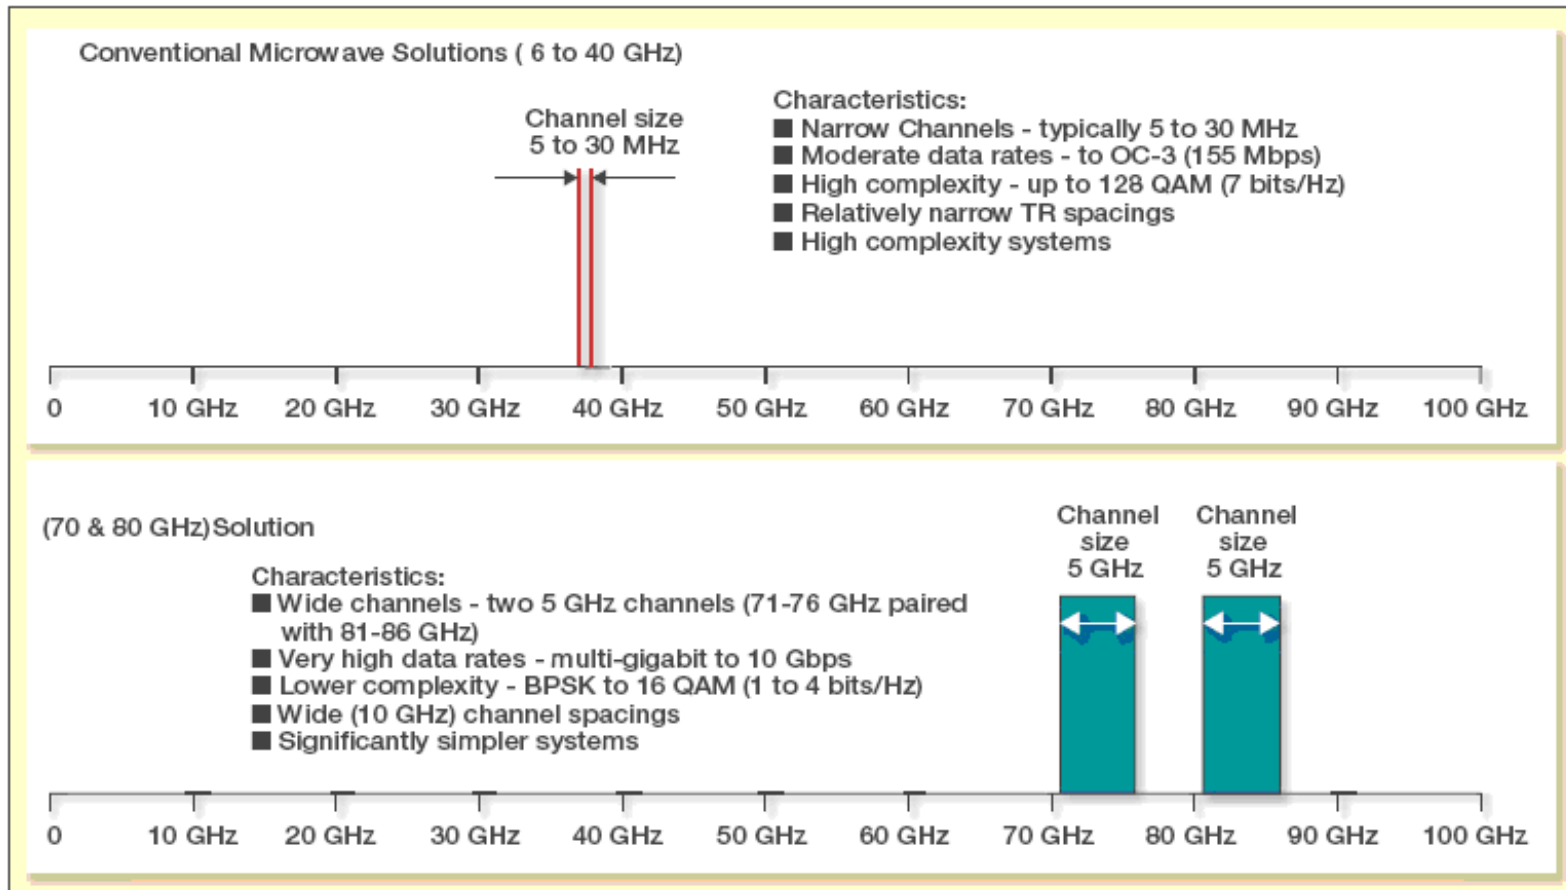 Conventional Microwave Solutions ( 6 to 40 GHz)
Channel size
5 to 30 MHz
Characteristics:
■ Narrow Channels - typically 5 to 30 MHz
■ Moderate data rates - to OC-3 (155 Mbps)
■ High complexity - up to 128 QAM (7 bits/Hz)
■ Relatively narrow TR spacings
■ High complexity systems
0 10 GHz 20 GHz 30 GHz 40 GHz 50 GHz 60 GHz 70 GHz 80 GHz 90 GHz 100 GHz
(70 & 80 GHz) Solution
Characteristics:
■ Wide channels - two 5 GHz channels (71-76 GHz paired
with 81-86 GHz)
■ Very high data rates - multi-gigabit to 10 Gbps
■ Lower complexity - BPSK to 16 QAM (1 to 4 bits/Hz)
■ Wide (10 GHz) channel spacings
■ Significantly simpler systems
Channel
size
5 GHz
Channel
size
5 GHz
0 10 GHz 20 GHz 30 GHz 40 GHz 50 GHz 60 GHz 70 GHz 80 GHz 90 GHz 100 GHz